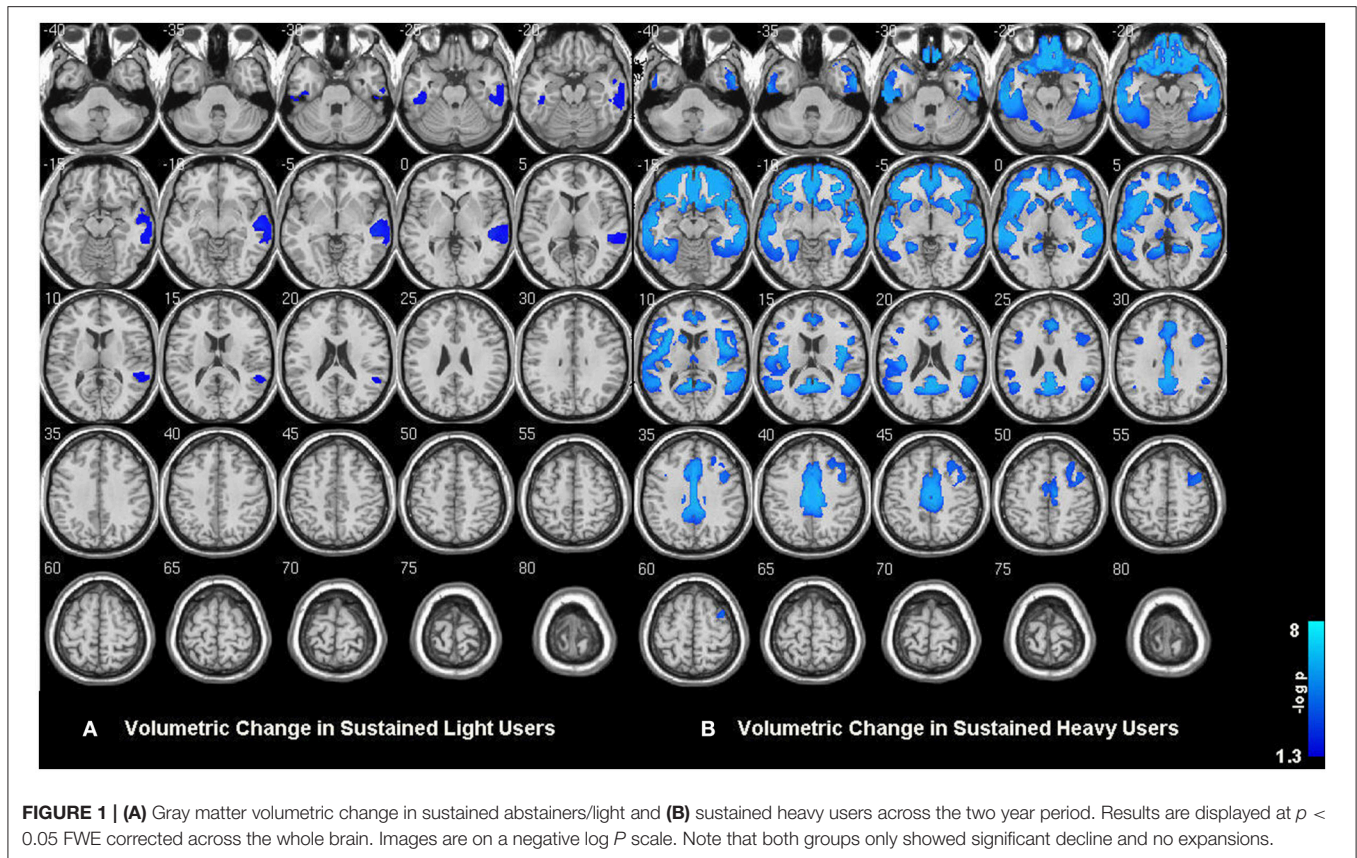 -40 -35 -30 -25 -20 -40 -35 -30 -25 -20
-15 -10 -5 0 5 -15 -10 -5 0 5
10 15 20 25 30 10 15 20 25 30
35 40 45 50 55 35 40 45 50 55
60 65 70 75 80 60 65 70 75 80
8
-log p
1.3
A Volumetric Change in Sustained Light Users
B Volumetric Change in Sustained Heavy Users
FIGURE 1 | (A) Gray matter volumetric change in sustained abstainers/light and (B) sustained heavy users across the two year period. Results are displayed at p <
0.05 FWE corrected across the whole brain. Images are on a negative log P scale. Note that both groups only showed significant decline and no expansions.